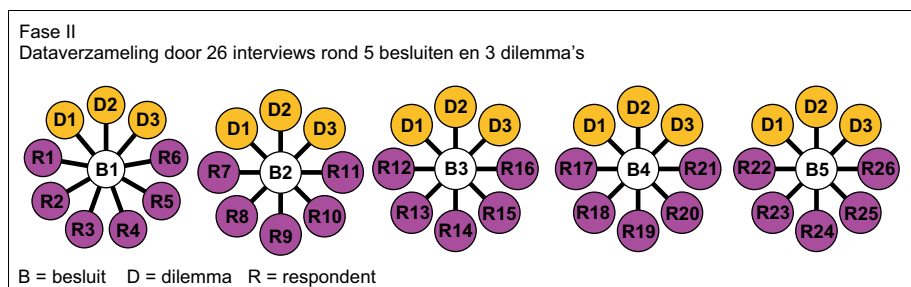 Fase II
Dataverzameling door 26 interviews rond 5 besluiten en 3 dilemma's
D1 D2 D3
R1 B1 R6
R2 R5
R3 R4
D1 D2 D3
R7 B2 R11
R8 R10
R9
D1 D2 D3
R12 B3 R16
R13 R15
R14
D1 D2 D3
R17 B4 R21
R18 R20
R19
D1 D2 D3
R22 B5 R26
R23 R25
R24
B = besluit D = dilemma R = respondent